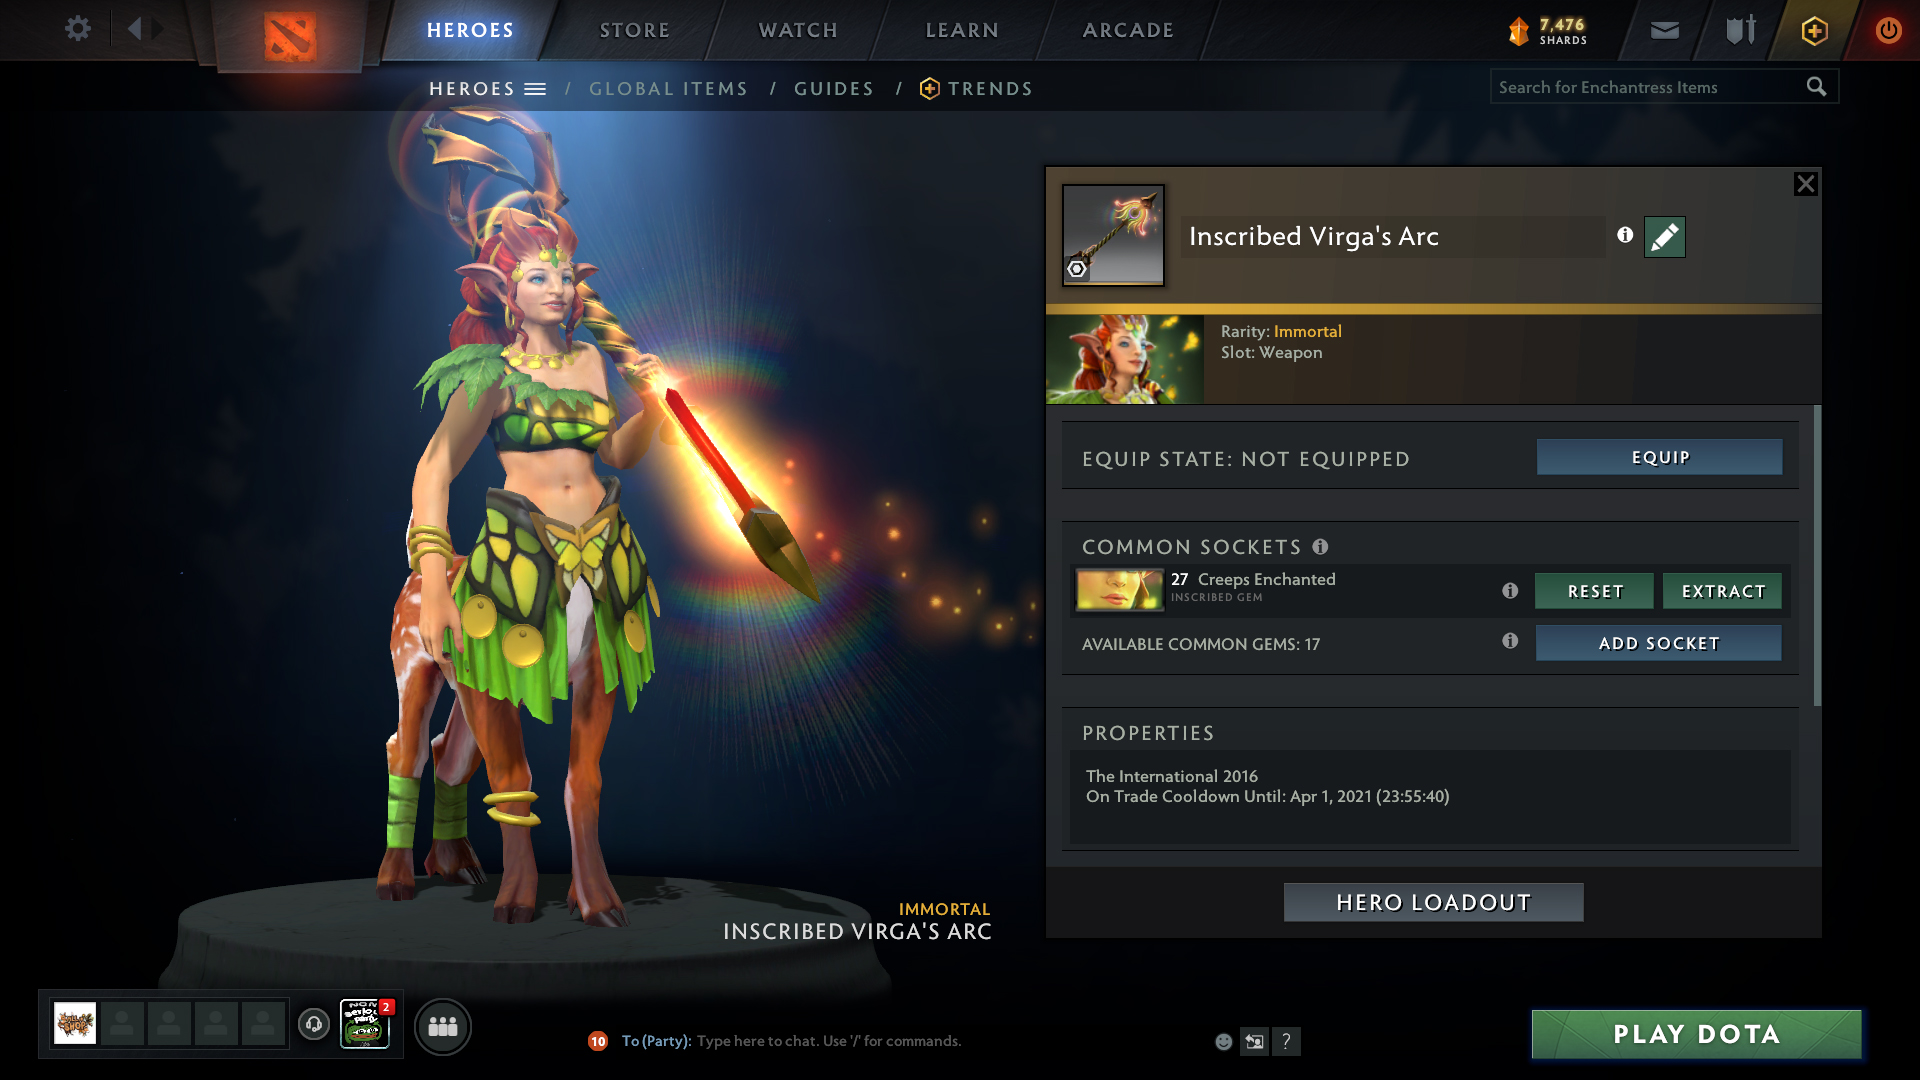 HEROES
STORE
WATCH
LEARN
ARCADE
7,476
SHARDS
HEROES / GLOBAL ITEMS / GUIDES / TRENDS
Search for Enchantress Items
Inscribed Virga's Arc
Rarity: Immortal
Slot: Weapon
EQUIP STATE: NOT EQUIPPED
EQUIP
COMMON SOCKETS
27 Creeps Enchanted
INSCRIBED GEM
RESET
EXTRACT
AVAILABLE COMMON GEMS: 17
ADD SOCKET
PROPERTIES
The International 2016
On Trade Cooldown Until: Apr 1, 2021 (23:55:40)
HERO LOADOUT
IMMORTAL
INSCRIBED VIRGA'S ARC
2
10
To (Party): Type here to chat. Use '/' for commands.
?
PLAY DOTA